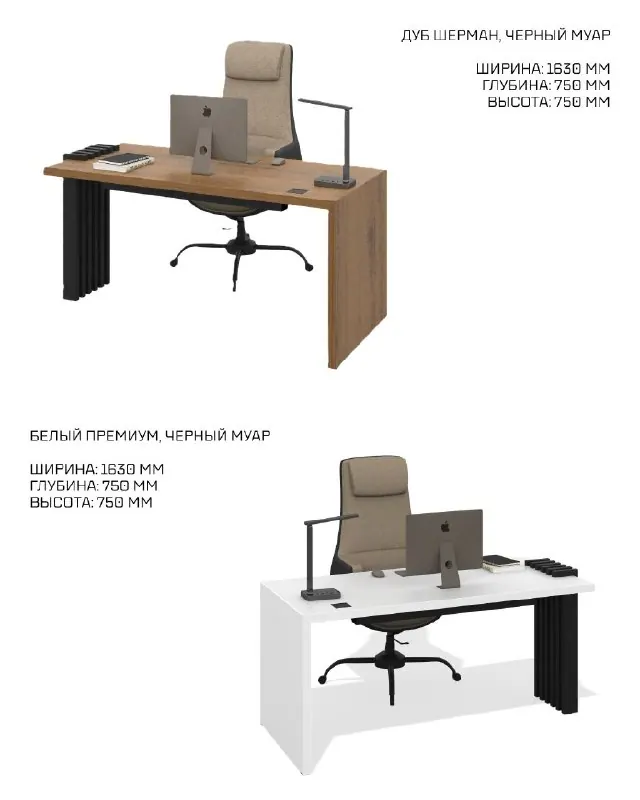 ДУБ ШЕРМАН, ЧЕРНЫЙ МУАР
ШИРИНА: 1630 ММ
ГЛУБИНА: 750 ММ
ВЫСОТА: 750 ММ
БЕЛЫЙ ПРЕМИУМ, ЧЕРНЫЙ МУАР
ШИРИНА: 1630 ММ
ГЛУБИНА: 750 ММ
ВЫСОТА: 750 ММ